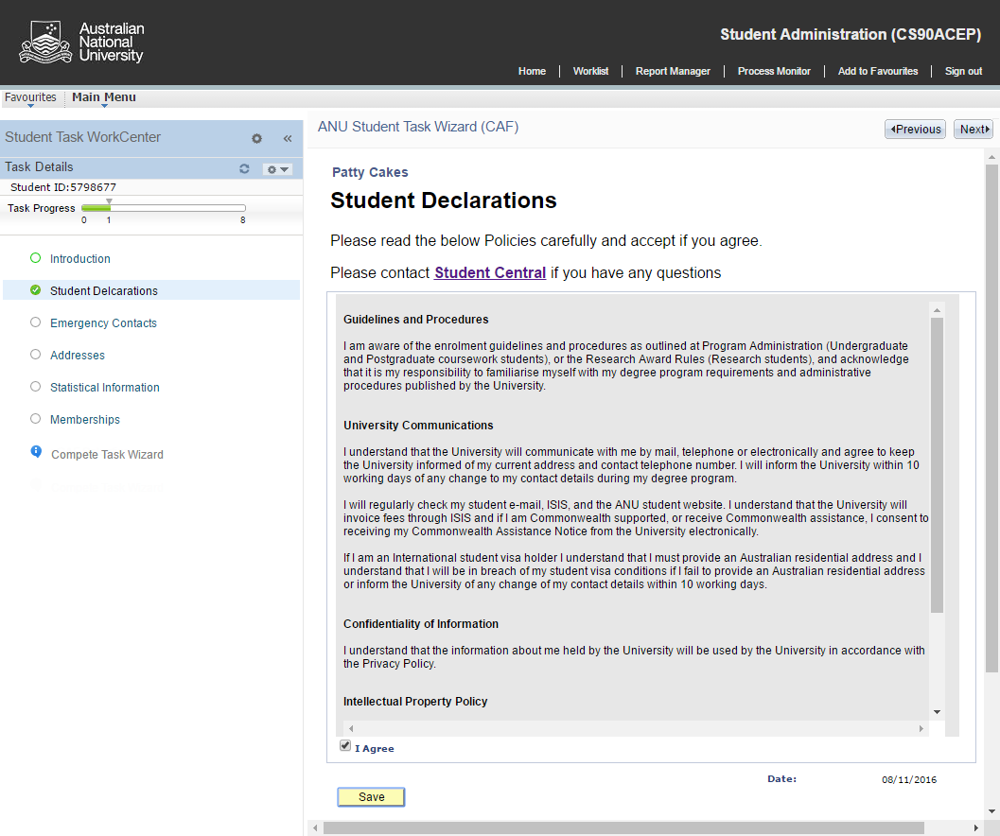 Australian
National
University
Student Administration (CS90ACEP)
Home Worklist Report Manager Process Monitor Add to Favourites Sign out
Favourites Main Menu
Student Task WorkCenter
«
Task Details
Student ID:5798677
Task Progress
0 1 8
Introduction
Student Delcarations
Emergency Contacts
Addresses
Statistical Information
Memberships
Compete Task Wizard
ANU Student Task Wizard (CAF)
Previous Next
Patty Cakes
Student Declarations
Please read the below Policies carefully and accept if you agree.
Please contact Student Central if you have any questions
Guidelines and Procedures
I am aware of the enrolment guidelines and procedures as outlined at Program Administration (Undergraduate
and Postgraduate coursework students), or the Research Award Rules (Research students), and acknowledge
that it is my responsibility to familiarise myself with my degree program requirements and administrative
procedures published by the University.
University Communications
I understand that the University will communicate with me by mail, telephone or electronically and agree to keep
the University informed of my current address and contact telephone number. I will inform the University within 10
working days of any change to my contact details during my degree program.
I will regularly check my student e-mail, ISIS, and the ANU student website. I understand that the University will
invoice fees through ISIS and if I am Commonwealth supported, or receive Commonwealth assistance, I consent to
receiving my Commonwealth Assistance Notice from the University electronically.
If I am an International student visa holder I understand that I must provide an Australian residential address and I
understand that I will be in breach of my student visa conditions if I fail to provide an Australian residential address
or inform the University of any change of my contact details within 10 working days.
Confidentiality of Information
I understand that the information about me held by the University will be used by the University in accordance with
the Privacy Policy.
Intellectual Property Policy
I Agree
Date: 08/11/2016
Save